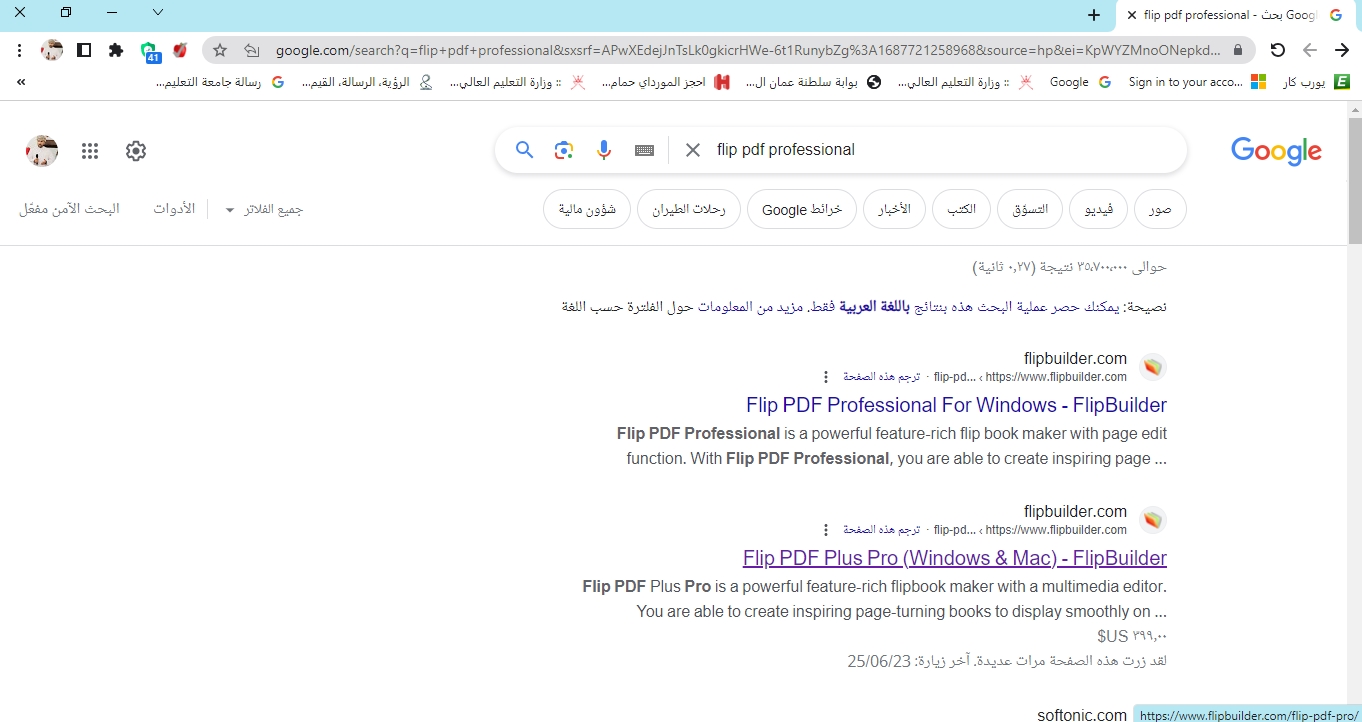 flip pdf professional - بحث Googl
google.com/search?q=flip+pdf+professional&sxsrf=APwXEdejJnTsLk0gkicrHWe-6t1RunybZg%3A1687721258968&source=hp&ei=KpWYZMnoONepkd...
41
يورب كار
Sign in to your acco...
Google
:: وزارة التعليم العالي...
بوابة سلطنة عمان ال...
احجز المورداي حمام...
:: وزارة التعليم العالي...
الرؤية، الرسالة، القيم...
رسالة جامعة التعليم...
»
Google
flip pdf professional
صور
فيديو
التسوّق
الكتب
الأخبار
خرائط Google
رحلات الطيران
شؤون مالية
جميع الفلاتر
الأدوات
البحث الآمن مفعّل
حوالى ٣٥،٧٠٠،٠٠٠ نتيجة (٠,٢٧ ثانية)
نصيحة: يمكنك حصر عملية البحث هذه بنتائج باللغة العربية فقط. مزيد من المعلومات حول الفلترة حسب اللغة
flipbuilder.com
https://www.flipbuilder.com › flip-pd... · ترجم هذه الصفحة
Flip PDF Professional For Windows - FlipBuilder
Flip PDF Professional is a powerful feature-rich flip book maker with page edit
function. With Flip PDF Professional, you are able to create inspiring page ...
flipbuilder.com
https://www.flipbuilder.com › flip-pd... · ترجم هذه الصفحة
Flip PDF Plus Pro (Windows & Mac) - FlipBuilder
Flip PDF Plus Pro is a powerful feature-rich flipbook maker with a multimedia editor.
You are able to create inspiring page-turning books to display smoothly on ...
٣٩٩,٠٠ US$
لقد زرت هذه الصفحة مرات عديدة. آخر زيارة: 25/06/23
softonic.com
https://www.flipbuilder.com/flip-pdf-pro/